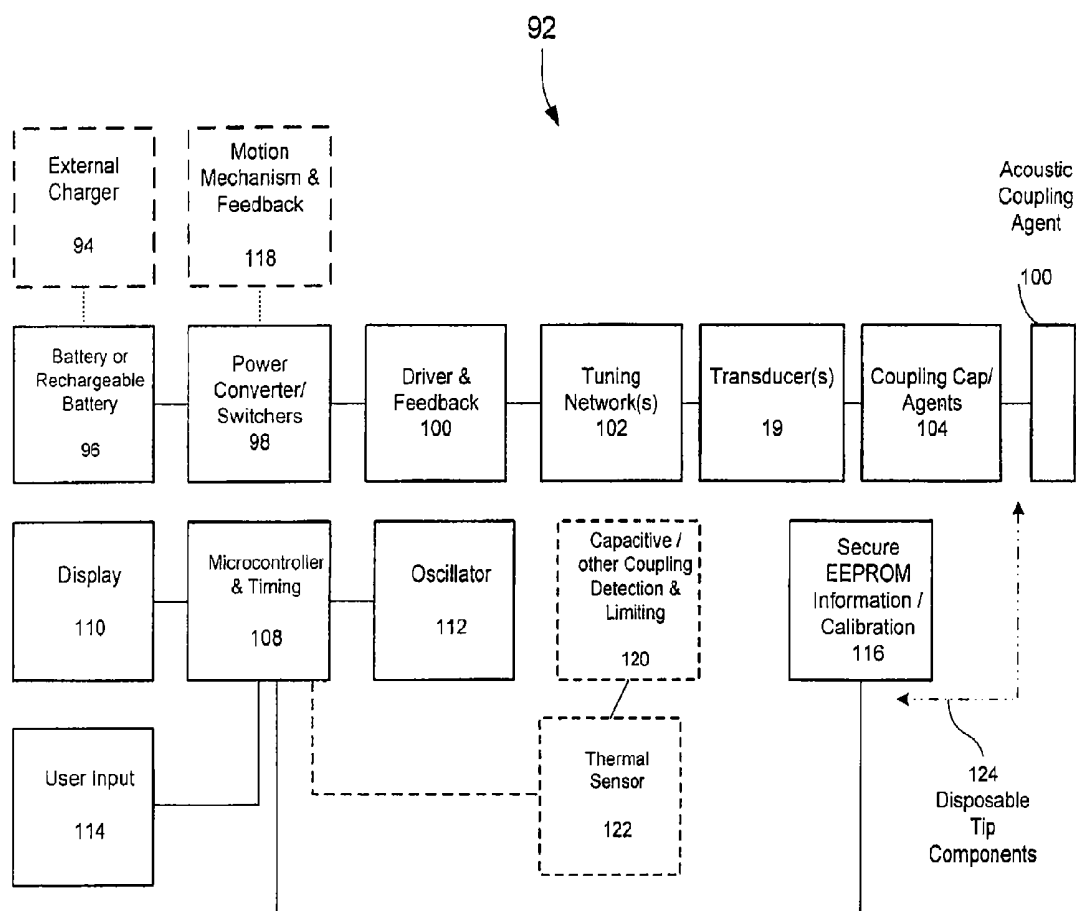 92
External
Charger
94
Motion
Mechanism &
Feedback
118
Acoustic
Coupling
Agent
100
Battery or
Rechargeable
Battery
96
Power
Converter/
Switchers
98
Driver &
Feedback
100
Tuning
Network(s)
102
Transducer(s)
19
Coupling Cap/
Agents
104
Display
110
Microcontroller
& Timing
108
Oscillator
112
Capacitive /
other Coupling
Detection &
Limiting
120
Secure
EEPROM
Information /
Calibration
116
User Input
114
Thermal
Sensor
122
124
Disposable
Tip
Components